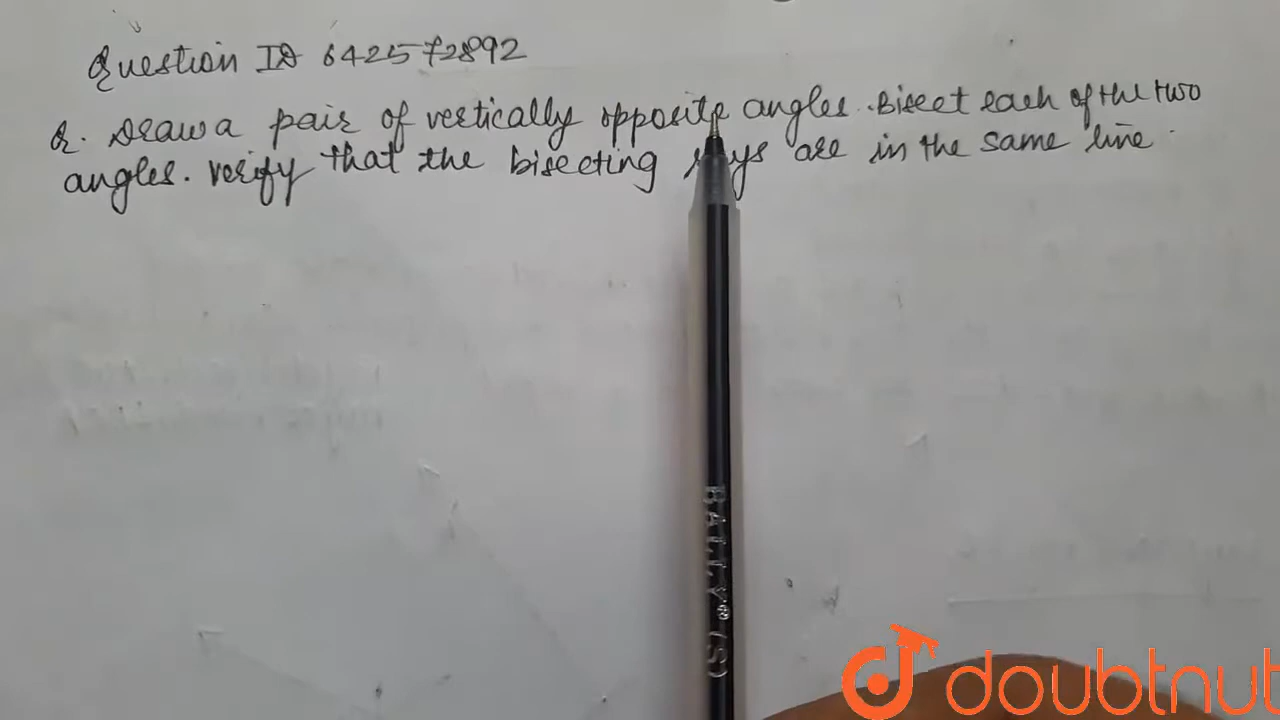 Question ID 642572892
Q. Draw a pair of vertically opposite angles. Bisect each of the two
angles. verify that the bisecting rays are in the same line.
BALLY® (S)
doubtnut